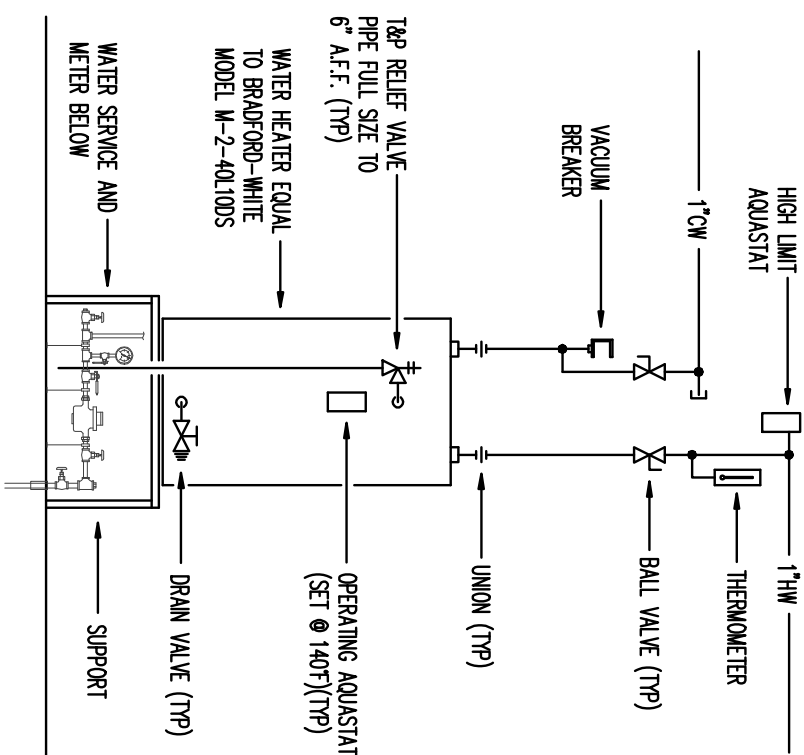 HIGH LIMIT
AQUASTAT
1"HW
1"CW
THERMOMETER
VACUUM
BREAKER
BALL VALVE (TYP)
UNION (TYP)
T&P RELIEF VALVE
PIPE FULL SIZE TO
6" A.F.F. (TYP)
OPERATING AQUASTAT
(SET @ 140°F)(TYP)
WATER HEATER EQUAL
TO BRADFORD-WHITE
MODEL M-2-40L10DS
DRAIN VALVE (TYP)
WATER SERVICE AND
METER BELOW
SUPPORT